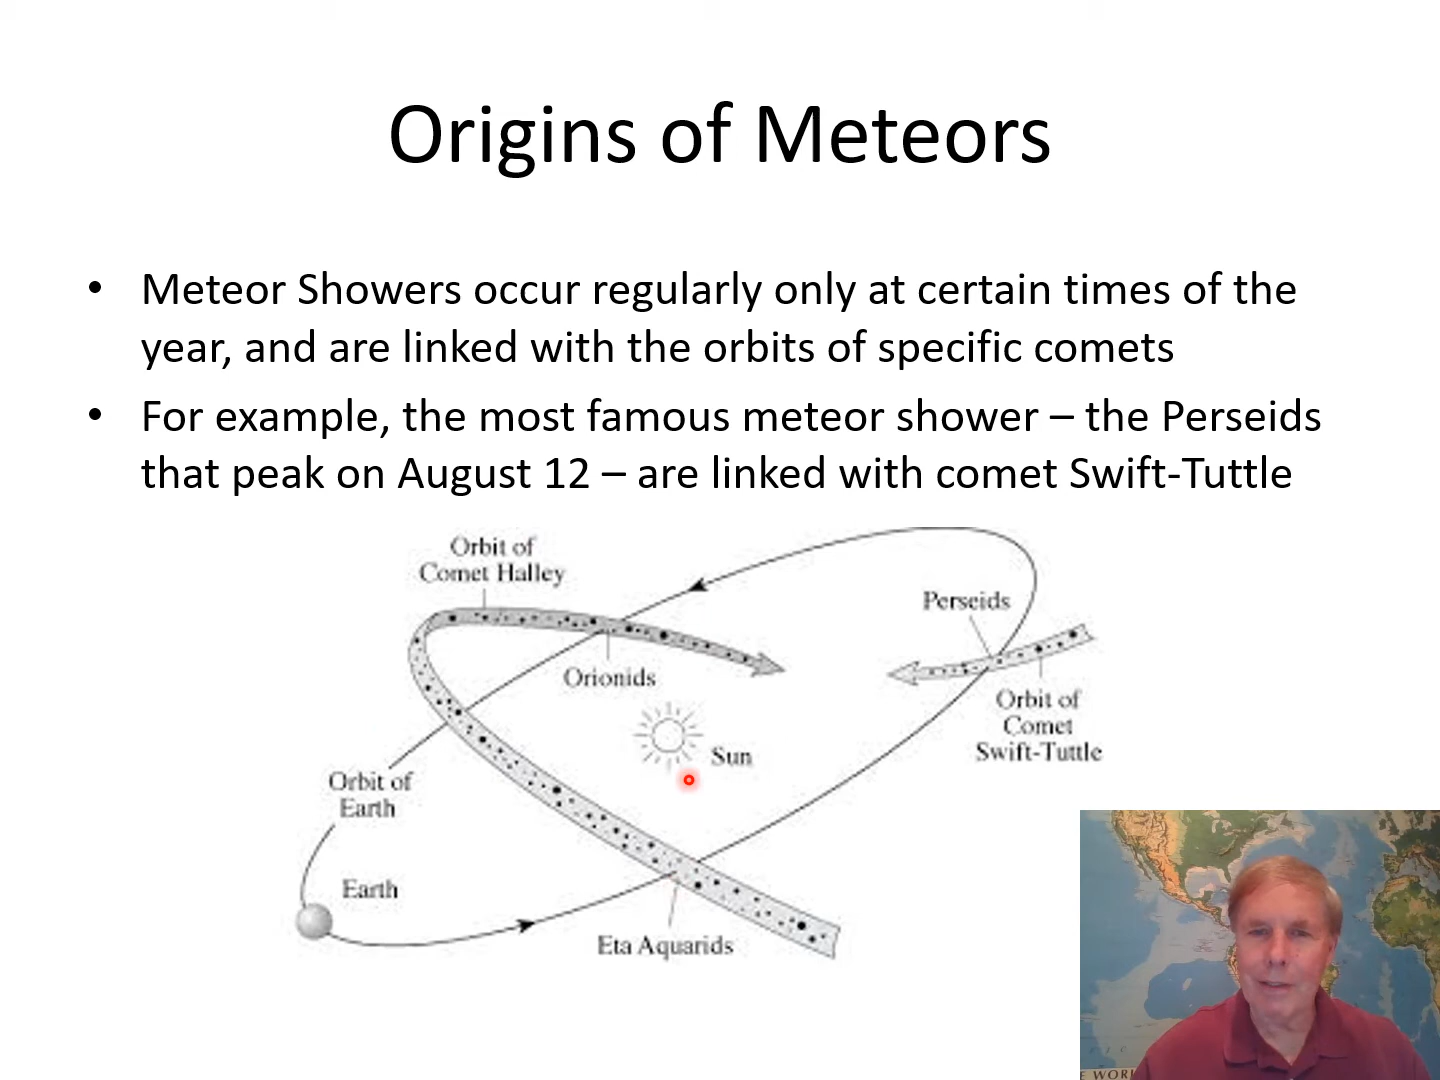 Origins of Meteors
• Meteor Showers occur regularly only at certain times of the
year, and are linked with the orbits of specific comets
• For example, the most famous meteor shower – the Perseids
that peak on August 12 – are linked with comet Swift-Tuttle
Orbit of
Comet Halley
Perseids
Orionids
Orbit of
Comet
Swift-Tuttle
Sun
Orbit of
Earth
Earth
Eta Aquarids